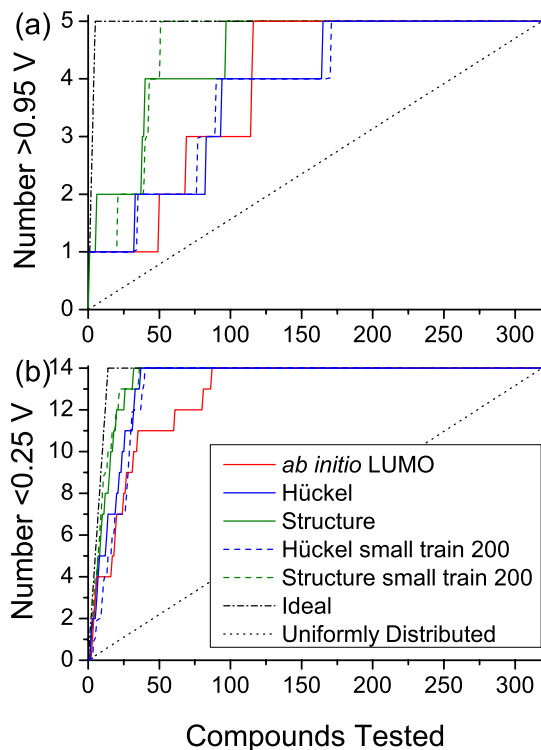 (a)
Number >0.95 V
5
4
3
2
1
0
0 50 100 150 200 250 300
(b)
Number <0.25 V
14
12
10
8
6
4
2
0
ab initio LUMO
Hückel
Structure
Hückel small train 200
Structure small train 200
Ideal
Uniformly Distributed
0 50 100 150 200 250 300
Compounds Tested